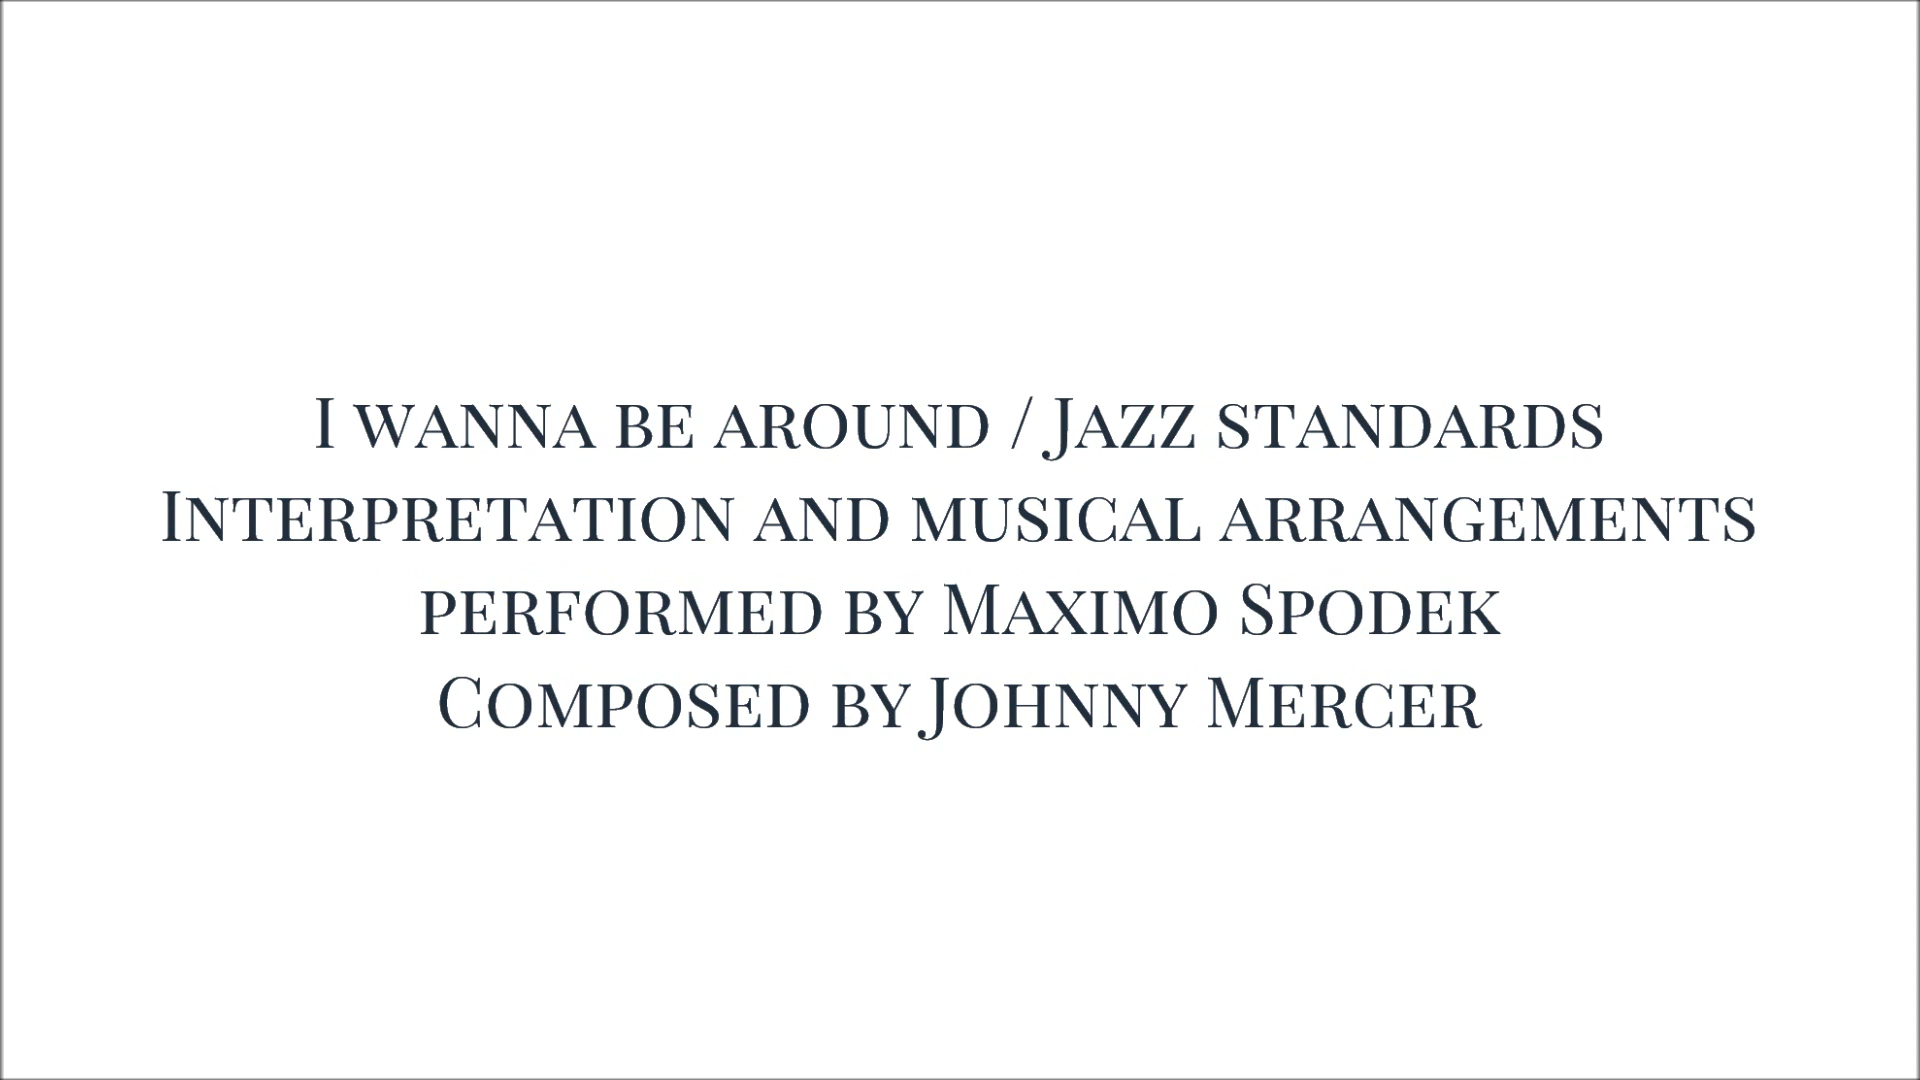 I wanna be around / Jazz standards
Interpretation and musical arrangements
performed by Maximo Spodek
Composed by Johnny Mercer